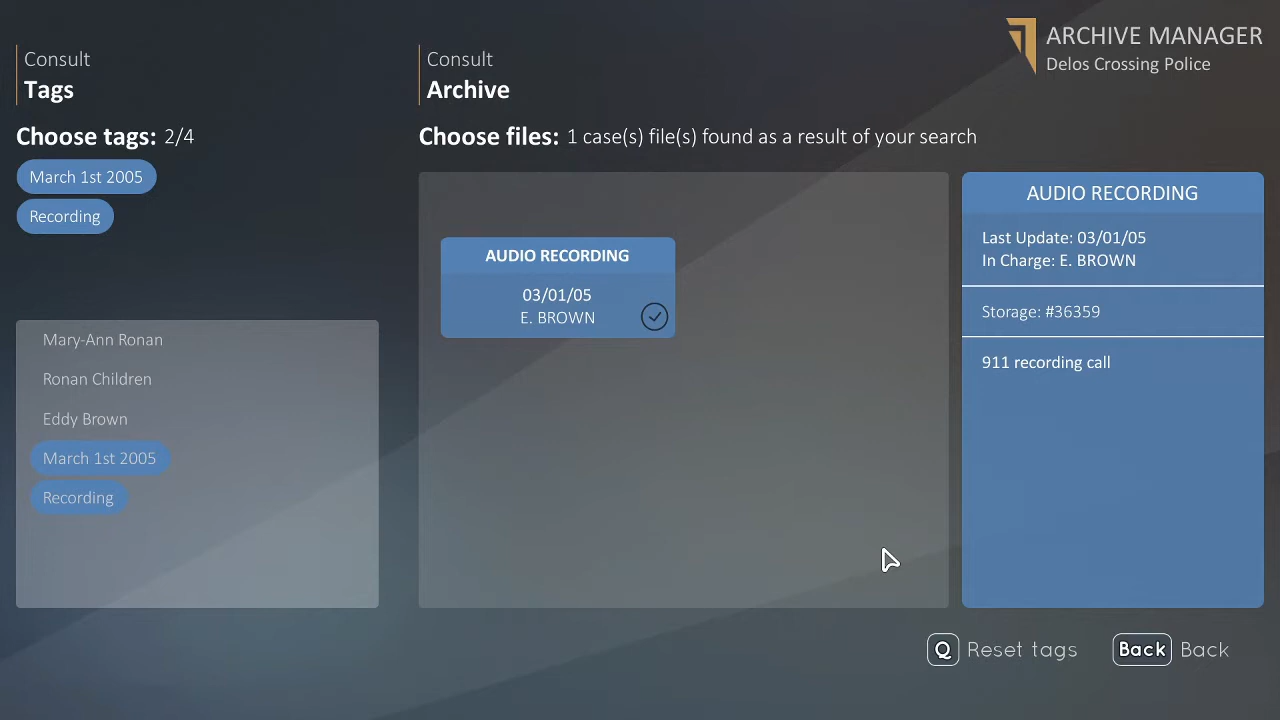 ARCHIVE MANAGER
Delos Crossing Police
Consult
Tags
Choose tags: 2/4
March 1st 2005
Recording
Mary-Ann Ronan
Ronan Children
Eddy Brown
March 1st 2005
Recording
Consult
Archive
Choose files: 1 case(s) file(s) found as a result of your search
AUDIO RECORDING
03/01/05
E. BROWN
AUDIO RECORDING
Last Update: 03/01/05
In Charge: E. BROWN
Storage: #36359
911 recording call
Q Reset tags
Back Back